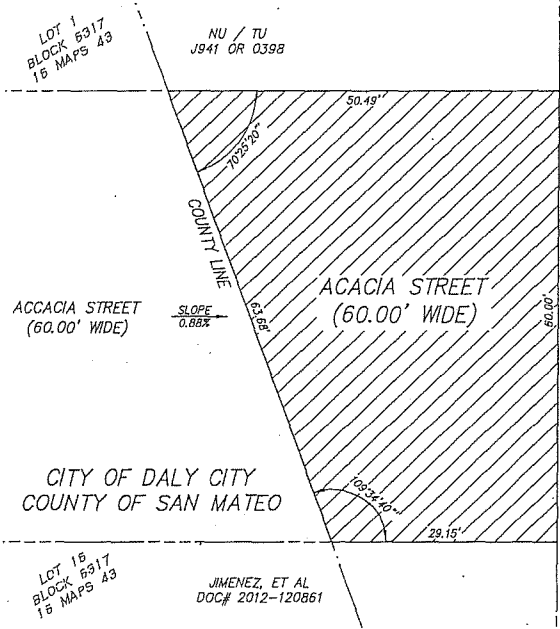 LOT 1
BLOCK 6317
16 MAPS 43
NU / TU
J941 OR 0398
50.49'
70°25'20"
COUNTY LINE
63.68'
ACCACIA STREET
(60.00' WIDE)
SLOPE
0.88%
ACACIA STREET
(60.00' WIDE)
60.00'
CITY OF DALY CITY
COUNTY OF SAN MATEO
109°34'40"
29.15'
LOT 16
BLOCK 6317
16 MAPS 43
JIMENEZ, ET AL
DOC# 2012-120861